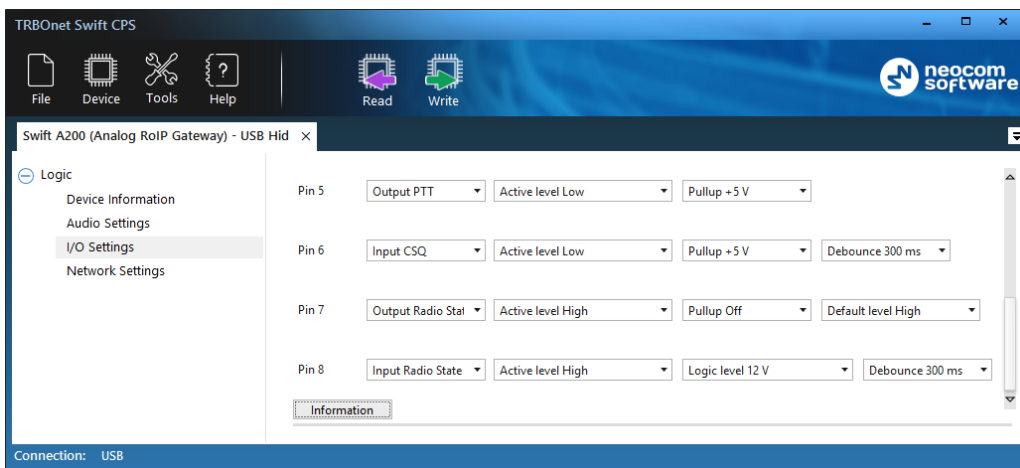 TRBOnet Swift CPS
File Device Tools Help Read Write
neocom
software
Swift A200 (Analog RoIP Gateway) - USB Hid
Logic
Device Information
Audio Settings
I/O Settings
Network Settings
Pin 5 Output PTT Active level Low Pullup +5 V
Pin 6 Input CSQ Active level Low Pullup +5 V Debounce 300 ms
Pin 7 Output Radio Stat Active level High Pullup Off Default level High
Pin 8 Input Radio State Active level High Logic level 12 V Debounce 300 ms
Information
Connection: USB